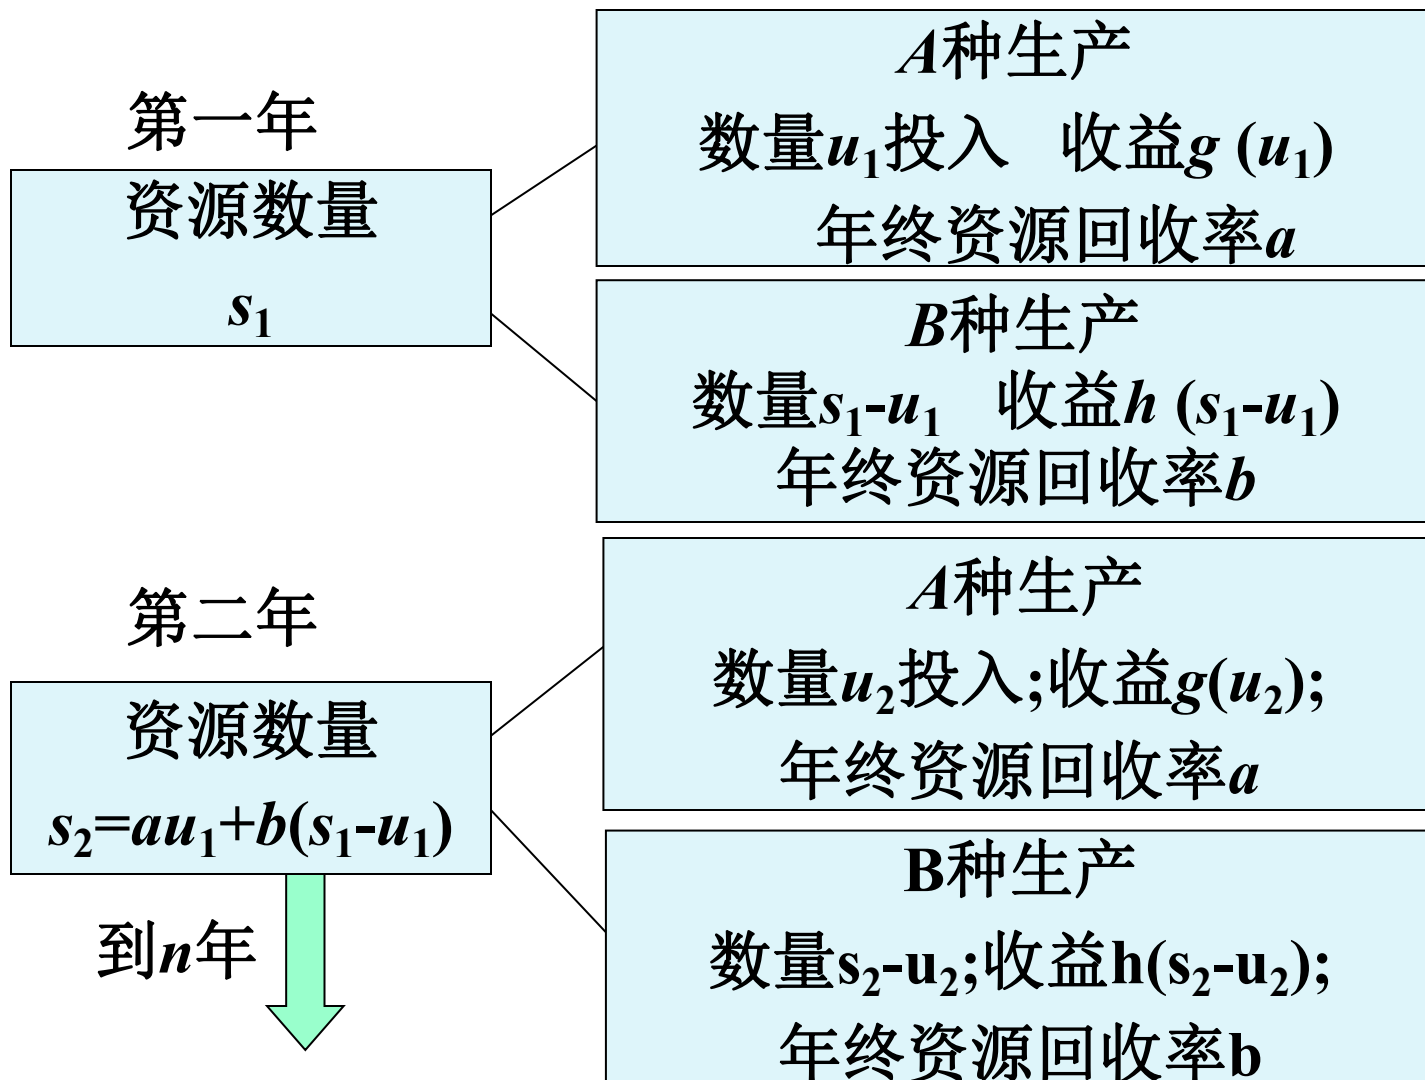 第一年
资源数量
s₁
A种生产
数量u₁投入 收益g (u₁)
年终资源回收率a
B种生产
数量s₁-u₁ 收益h (s₁-u₁)
年终资源回收率b
第二年
资源数量
s₂=au₁+b(s₁-u₁)
到n年
A种生产
数量u₂投入;收益g(u₂);
年终资源回收率a
B种生产
数量s₂-u₂;收益h(s₂-u₂);
年终资源回收率b